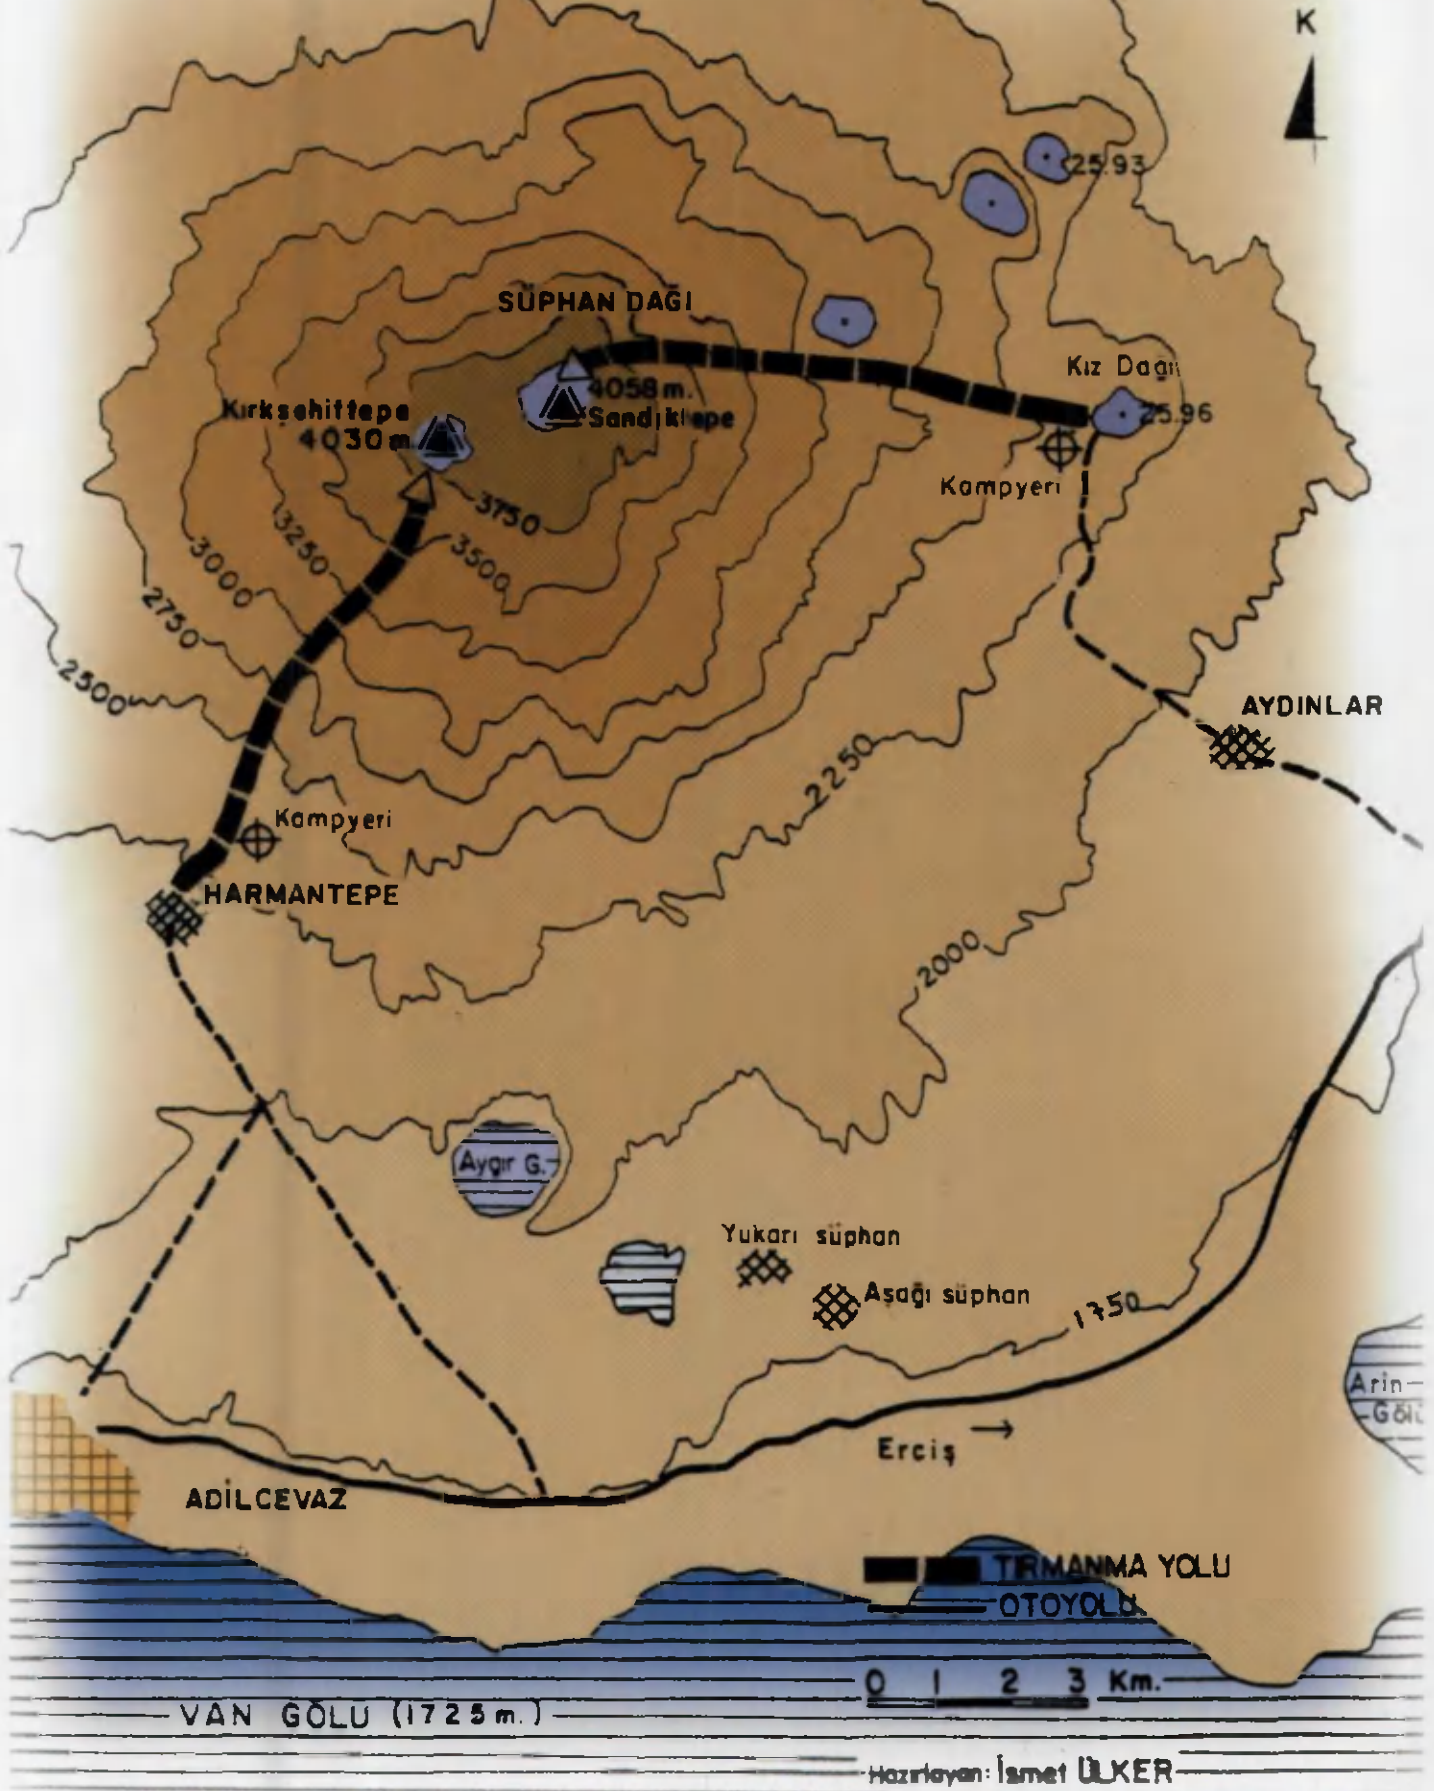 K
25.93
SÜPHAN DAĞI
Kız Dağı
4058 m.
Sandıktepe
25.96
Kırkşehittepe
4030 m
Kampyeri
3750
3500
3250
3000
2750
2500
AYDINLAR
2250
Kampyeri
HARMANTEPE
2000
Aygır G.
Yukarı süphan
Aşağı süphan
1750
Arin
Gölü
Erciş →
ADİLCEVAZ
TIRMANMA YOLU
OTOYOLU
0 1 2 3 Km.
VAN GÖLÜ (1725 m.)
Hazırlayan: İsmet ÜLKER